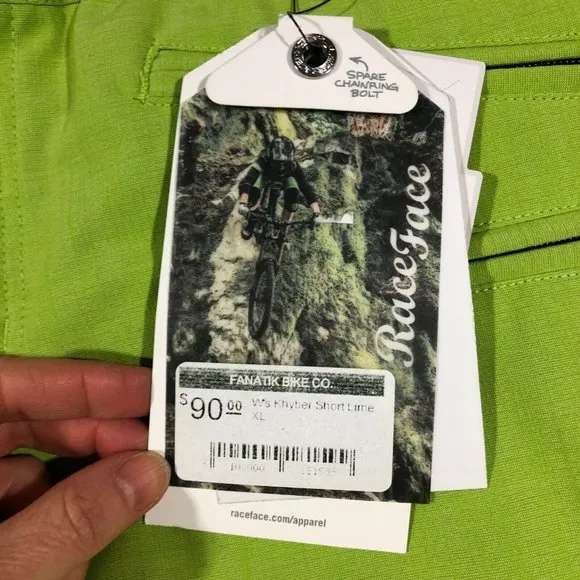 SPARE
CHAINRING
BOLT
RaceFace
FANATIK BIKE CO.
$90.00 W's Khyber Short Lime
XL
raceface.com/apparel